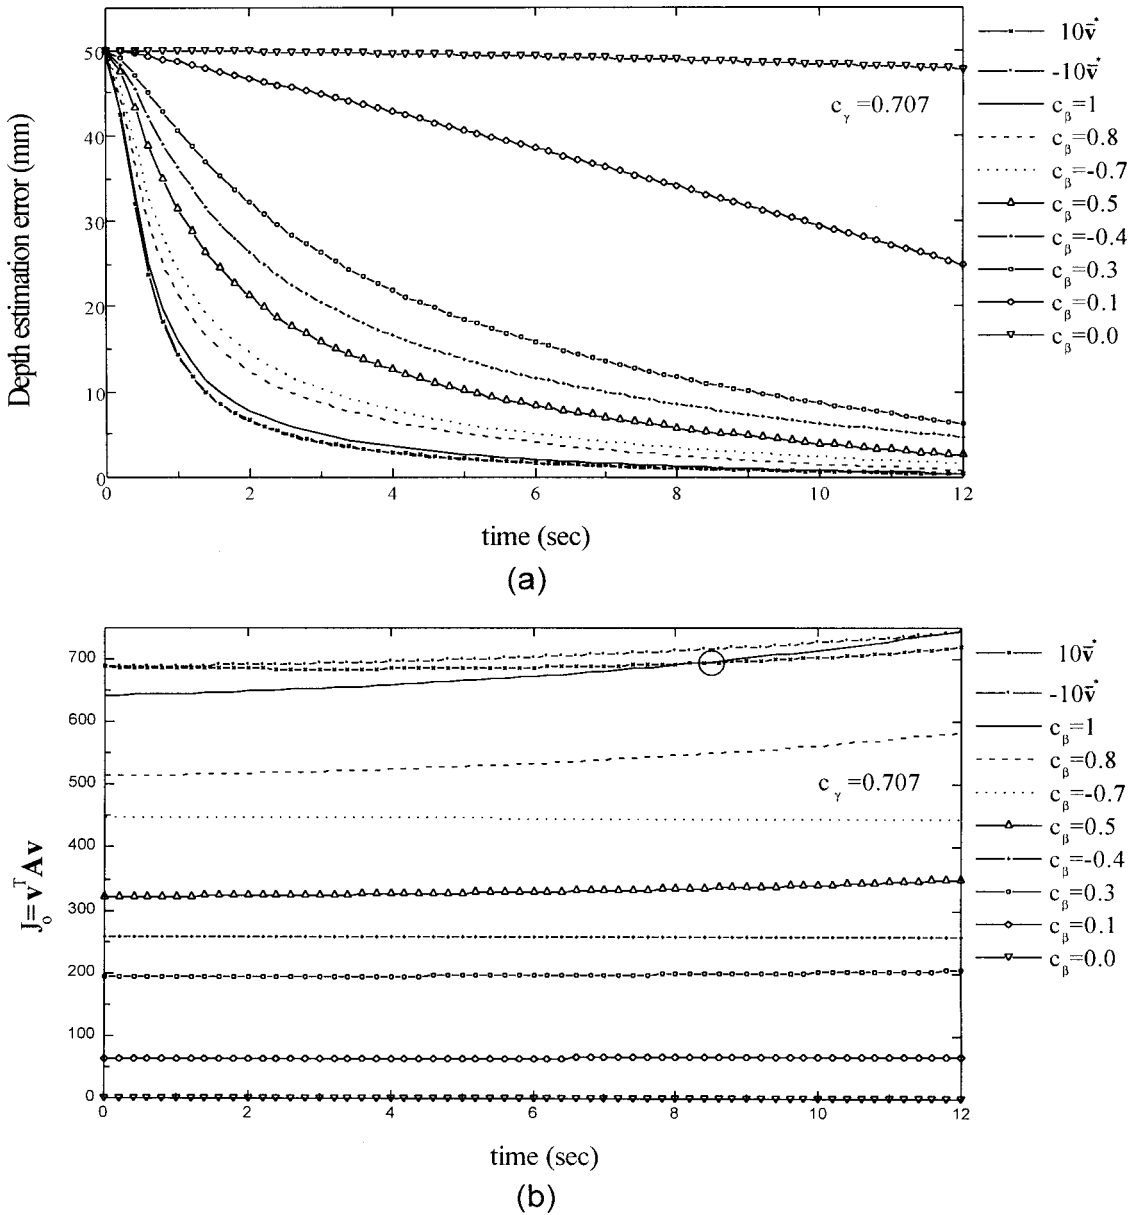 Depth estimation error (mm)
50
40
30
20
10
0
0 2 4 6 8 10 12
time (sec)
c_γ=0.707
10v̄*
-10v̄*
c_β=1
c_β=0.8
c_β=-0.7
c_β=0.5
c_β=-0.4
c_β=0.3
c_β=0.1
c_β=0.0
(a)
J_o=v^T Av
700
600
500
400
300
200
100
0
0 2 4 6 8 10 12
time (sec)
c_γ=0.707
10v̄*
-10v̄*
c_β=1
c_β=0.8
c_β=-0.7
c_β=0.5
c_β=-0.4
c_β=0.3
c_β=0.1
c_β=0.0
(b)